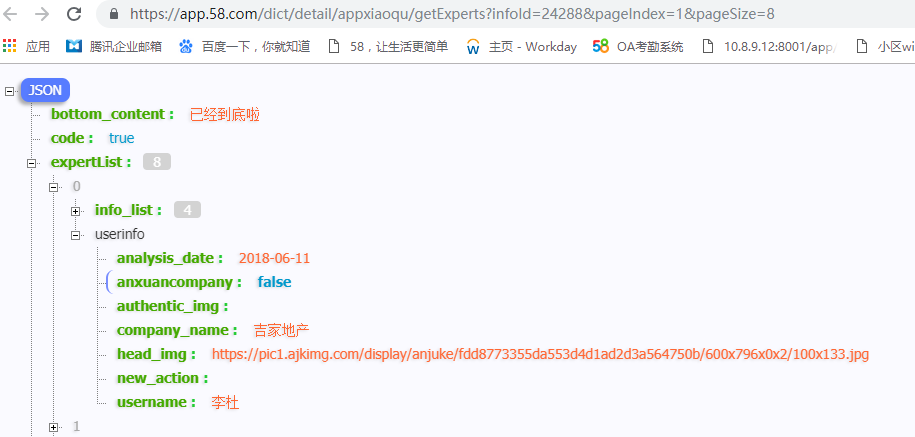 https://app.58.com/dict/detail/appxiaoqu/getExperts?infoId=24288&pageIndex=1&pageSize=8
应用 腾讯企业邮箱 百度一下，你就知道 58，让生活更简单 主页 - Workday 58 OA考勤系统 10.8.9.12:8001/app/ 小区wi
JSON
bottom_content : 已经到底啦
code : true
expertList : 8
0
info_list : 4
userinfo
analysis_date : 2018-06-11
anxuancompany : false
authentic_img :
company_name : 吉家地产
head_img : https://pic1.ajkimg.com/display/anjuke/fdd8773355da553d4d1ad2d3a564750b/600x796x0x2/100x133.jpg
new_action :
username : 李杜
1